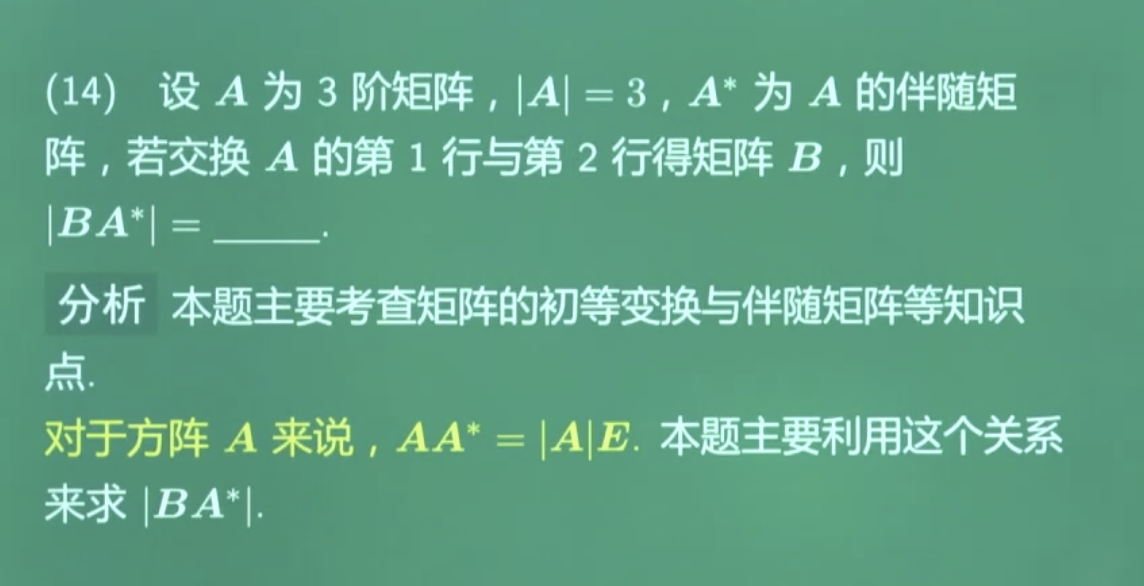 (14) 设 A 为 3 阶矩阵，|A| = 3，A* 为 A 的伴随矩
阵，若交换 A 的第 1 行与第 2 行得矩阵 B，则
|BA*| = _____.
分析 本题主要考查矩阵的初等变换与伴随矩阵等知识
点.
对于方阵 A 来说，AA* = |A|E. 本题主要利用这个关系
来求 |BA*|.